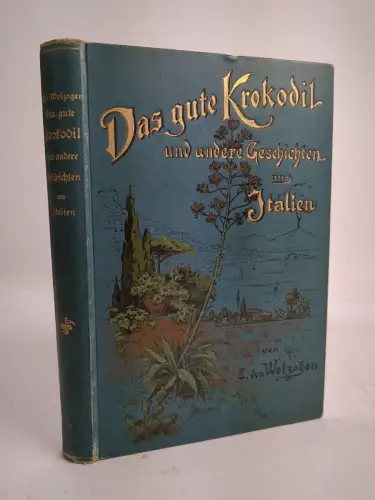 Das gute Krokodil
und andere Geschichten
aus
Italien
von
E. von Wolzogen
Wolzogen
Das gute
Krokodil
und andere
Geschichten
aus
Italien